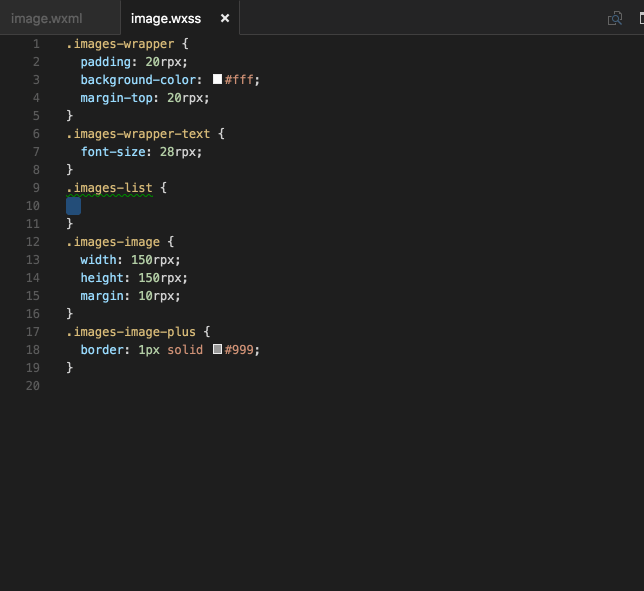 image.wxml image.wxss ×
1 .images-wrapper {
2 padding: 20rpx;
3 background-color: #fff;
4 margin-top: 20rpx;
5 }
6 .images-wrapper-text {
7 font-size: 28rpx;
8 }
9 .images-list {
10
11 }
12 .images-image {
13 width: 150rpx;
14 height: 150rpx;
15 margin: 10rpx;
16 }
17 .images-image-plus {
18 border: 1px solid #999;
19 }
20